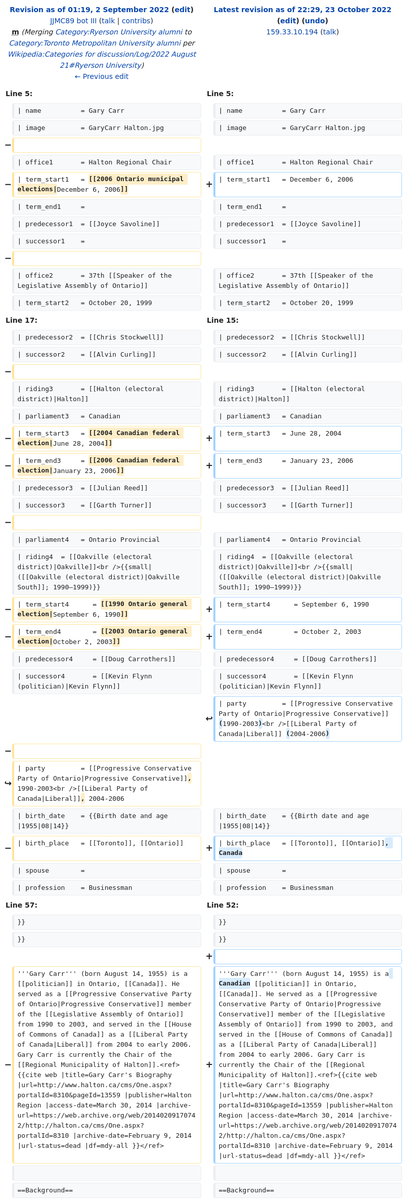 Revision as of 01:19, 2 September 2022 (edit)
JJMC89 bot III (talk | contribs)
m (Merging Category:Ryerson University alumni to
Category:Toronto Metropolitan University alumni per
Wikipedia:Categories for discussion/Log/2022 August
21#Ryerson University)
← Previous edit
Latest revision as of 22:29, 23 October 2022
(edit) (undo)
159.33.10.194 (talk)
Line 5:
Line 5:
| name = Gary Carr
| name = Gary Carr
| image = GaryCarr Halton.jpg
| image = GaryCarr Halton.jpg
−
| office1 = Halton Regional Chair
| office1 = Halton Regional Chair
− | term_start1 = [[2006 Ontario municipal
elections|December 6, 2006]]
+ | term_start1 = December 6, 2006
| term_end1 =
| term_end1 =
| predecessor1 = [[Joyce Savoline]]
| predecessor1 = [[Joyce Savoline]]
| successor1 =
| successor1 =
−
| office2 = 37th [[Speaker of the
Legislative Assembly of Ontario]]
| office2 = 37th [[Speaker of the
Legislative Assembly of Ontario]]
| term_start2 = October 20, 1999
| term_start2 = October 20, 1999
Line 17:
Line 15:
| predecessor2 = [[Chris Stockwell]]
| predecessor2 = [[Chris Stockwell]]
| successor2 = [[Alvin Curling]]
| successor2 = [[Alvin Curling]]
−
| riding3 = [[Halton (electoral
district)|Halton]]
| riding3 = [[Halton (electoral
district)|Halton]]
| parliament3 = Canadian
| parliament3 = Canadian
− | term_start3 = [[2004 Canadian federal
election|June 28, 2004]]
+ | term_start3 = June 28, 2004
− | term_end3 = [[2006 Canadian federal
election|January 23, 2006]]
+ | term_end3 = January 23, 2006
| predecessor3 = [[Julian Reed]]
| predecessor3 = [[Julian Reed]]
| successor3 = [[Garth Turner]]
| successor3 = [[Garth Turner]]
−
| parliament4 = Ontario Provincial
| parliament4 = Ontario Provincial
| riding4 = [[Oakville (electoral
district)|Oakville]]<br />{{small|
([[Oakville (electoral district)|Oakville
South]]; 1990–1999)}}
| riding4 = [[Oakville (electoral
district)|Oakville]]<br />{{small|
([[Oakville (electoral district)|Oakville
South]]; 1990–1999)}}
− | term_start4 = [[1990 Ontario general
election|September 6, 1990]]
+ | term_start4 = September 6, 1990
− | term_end4 = [[2003 Ontario general
election|October 2, 2003]]
+ | term_end4 = October 2, 2003
| predecessor4 = [[Doug Carrothers]]
| predecessor4 = [[Doug Carrothers]]
| successor4 = [[Kevin Flynn
(politician)|Kevin Flynn]]
| successor4 = [[Kevin Flynn
(politician)|Kevin Flynn]]
| party = [[Progressive Conservative
Party of Ontario|Progressive Conservative]]
(1990-2003)<br />[[Liberal Party of
Canada|Liberal]] (2004-2006)
−
| party = [[Progressive Conservative
Party of Ontario|Progressive Conservative]],
1990-2003<br />[[Liberal Party of
Canada|Liberal]], 2004-2006
| birth_date = {{Birth date and age
|1955|08|14}}
| birth_date = {{Birth date and age
|1955|08|14}}
− | birth_place = [[Toronto]], [[Ontario]]
+ | birth_place = [[Toronto]], [[Ontario]],
Canada
| spouse =
| spouse =
| profession = Businessman
| profession = Businessman
Line 57:
Line 52:
}}
}}
}}
}}
+
− '''Gary Carr''' (born August 14, 1955) is a
[[politician]] in Ontario, [[Canada]]. He
served as a [[Progressive Conservative Party
of Ontario|Progressive Conservative]] member
of the [[Legislative Assembly of Ontario]]
from 1990 to 2003, and served in the [[House
of Commons of Canada]] as a [[Liberal Party
of Canada|Liberal]] from 2004 to early 2006.
Gary Carr is currently the Chair of the
[[Regional Municipality of Halton]].<ref>
{{cite web |title=Gary Carr's Biography
|url=http://www.halton.ca/cms/One.aspx?
portalId=8310&pageId=13559 |publisher=Halton
Region |access-date=March 30, 2014 |archive-
url=https://web.archive.org/web/2014020917074
2/http://halton.ca/cms/One.aspx?
portalId=8310 |archive-date=February 9, 2014
|url-status=dead |df=mdy-all }}</ref>
+ '''Gary Carr''' (born August 14, 1955) is a
Canadian [[politician]] in Ontario,
[[Canada]]. He served as a [[Progressive
Conservative Party of Ontario|Progressive
Conservative]] member of the [[Legislative
Assembly of Ontario]] from 1990 to 2003, and
served in the [[House of Commons of Canada]]
as a [[Liberal Party of Canada|Liberal]] from
2004 to early 2006. Gary Carr is currently
the Chair of the [[Regional Municipality of
Halton]].<ref>{{cite web
|title=Gary Carr's Biography
|url=http://www.halton.ca/cms/One.aspx?
portalId=8310&pageId=13559 |publisher=Halton
Region |access-date=March 30, 2014 |archive-
url=https://web.archive.org/web/2014020917074
2/http://halton.ca/cms/One.aspx?
portalId=8310 |archive-date=February 9, 2014
|url-status=dead |df=mdy-all }}</ref>
==Background==
==Background==